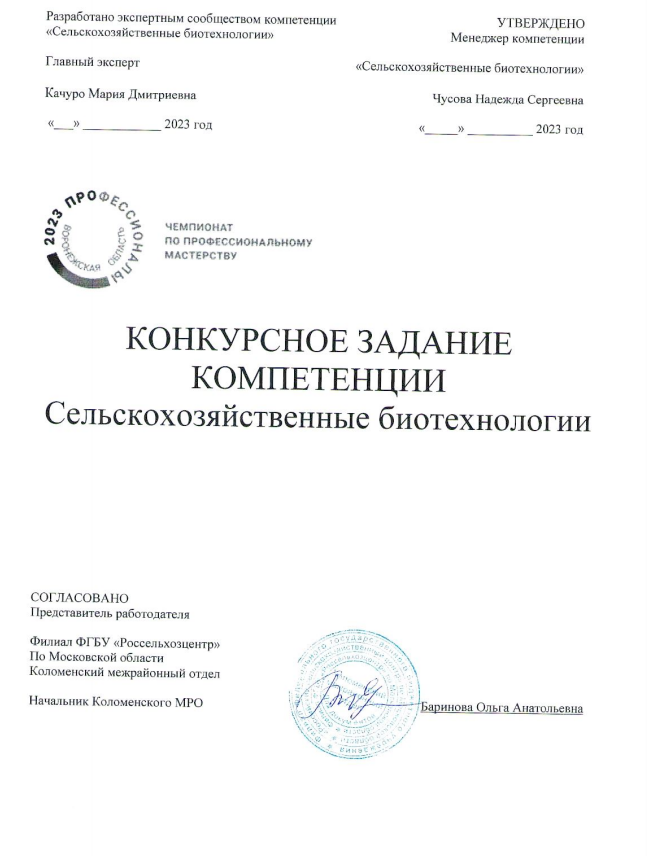 Разработано экспертным сообществом компетенции
«Сельскохозяйственные биотехнологии»
Главный эксперт
Качуро Мария Дмитриевна
«___» ____________ 2023 год
УТВЕРЖДЕНО
Менеджер компетенции
«Сельскохозяйственные биотехнологии»
Чусова Надежда Сергеевна
«_____» __________ 2023 год
2023 ПРОФЕССИОНАЛЫ
ВОРОНЕЖСКАЯ ОБЛАСТЬ
ЧЕМПИОНАТ
ПО ПРОФЕССИОНАЛЬНОМУ
МАСТЕРСТВУ
КОНКУРСНОЕ ЗАДАНИЕ
КОМПЕТЕНЦИИ
Сельскохозяйственные биотехнологии
СОГЛАСОВАНО
Представитель работодателя
Филиал ФГБУ «Россельхозцентр»
По Московской области
Коломенский межрайонный отдел
Начальник Коломенского МРО
Баринова Ольга Анатольевна